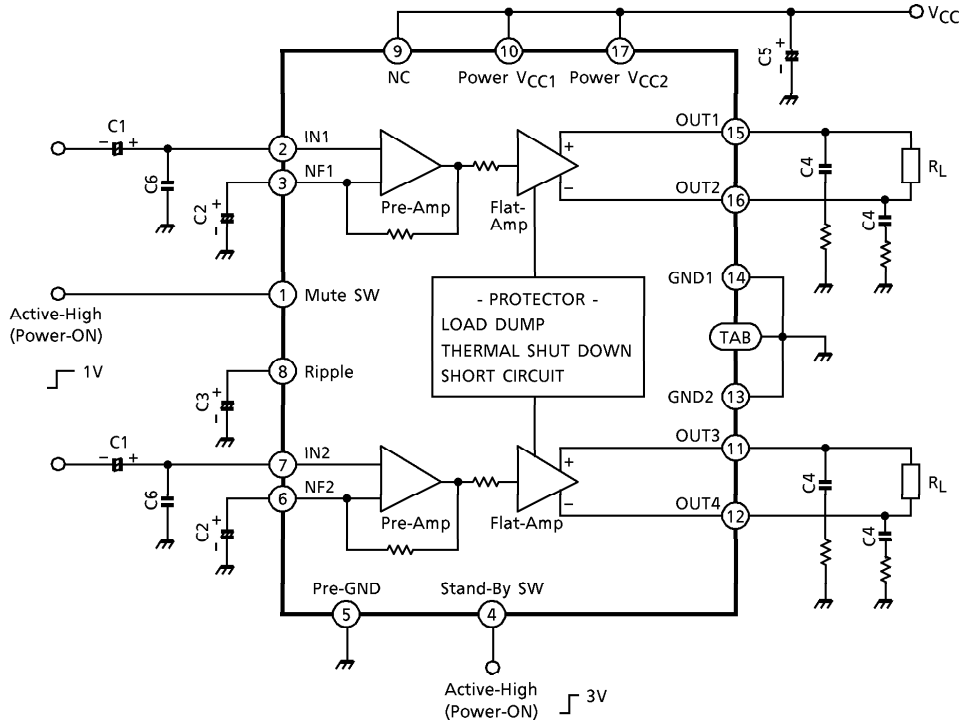 VCC
9
10
17
C5
+
-
NC
Power VCC1
Power VCC2
C1
- +
2
IN1
OUT1
15
+
-
C4
RL
C6
3
NF1
Pre-Amp
Flat-
Amp
OUT2
16
C2
+
-
C4
1
Mute SW
Active-High
(Power-ON)
1V
GND1
14
- PROTECTOR -
LOAD DUMP
THERMAL SHUT DOWN
SHORT CIRCUIT
TAB
8
Ripple
C3
+
-
GND2
13
C1
- +
7
IN2
OUT3
11
+
-
C4
RL
C6
6
NF2
Pre-Amp
Flat-Amp
OUT4
12
C2
+
-
C4
Pre-GND
5
Stand-By SW
4
Active-High
(Power-ON)
3V